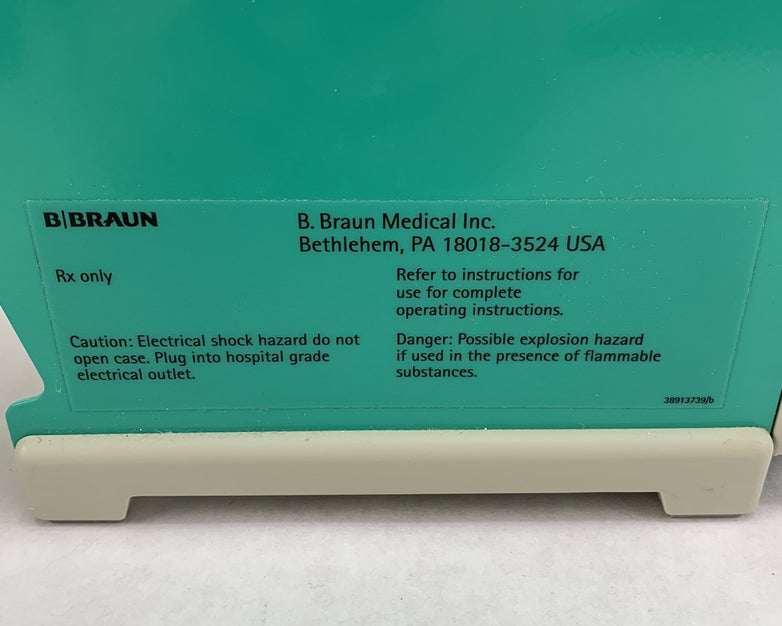 B|BRAUN
B. Braun Medical Inc.
Bethlehem, PA 18018-3524 USA
Rx only
Refer to instructions for
use for complete
operating instructions.
Caution: Electrical shock hazard do not
open case. Plug into hospital grade
electrical outlet.
Danger: Possible explosion hazard
if used in the presence of flammable
substances.
38913739/b